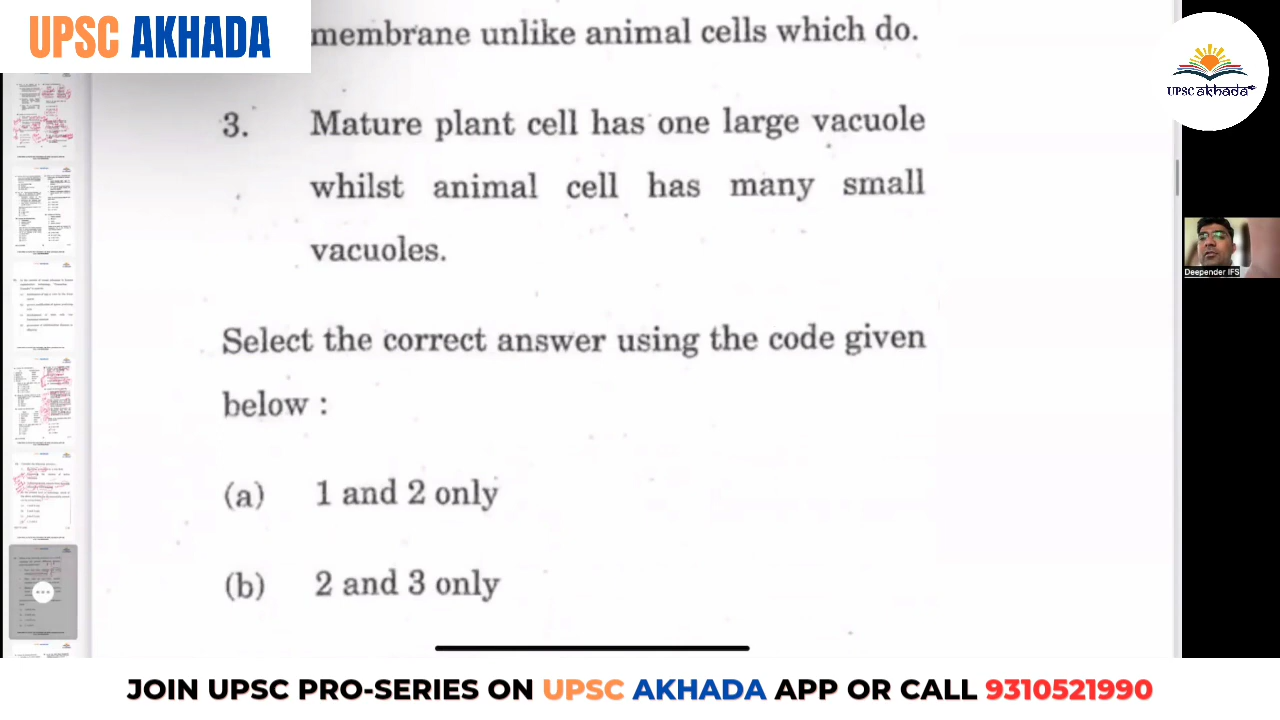 UPSC AKHADA
membrane unlike animal cells which do.
UPSC akhada
3. Mature plant cell has one large vacuole
whilst animal cell has many small
vacuoles.
Deepender IFS
Select the correct answer using the code given
below :
(a) 1 and 2 only
(b) 2 and 3 only
JOIN UPSC PRO-SERIES ON UPSC AKHADA APP OR CALL 9310521990